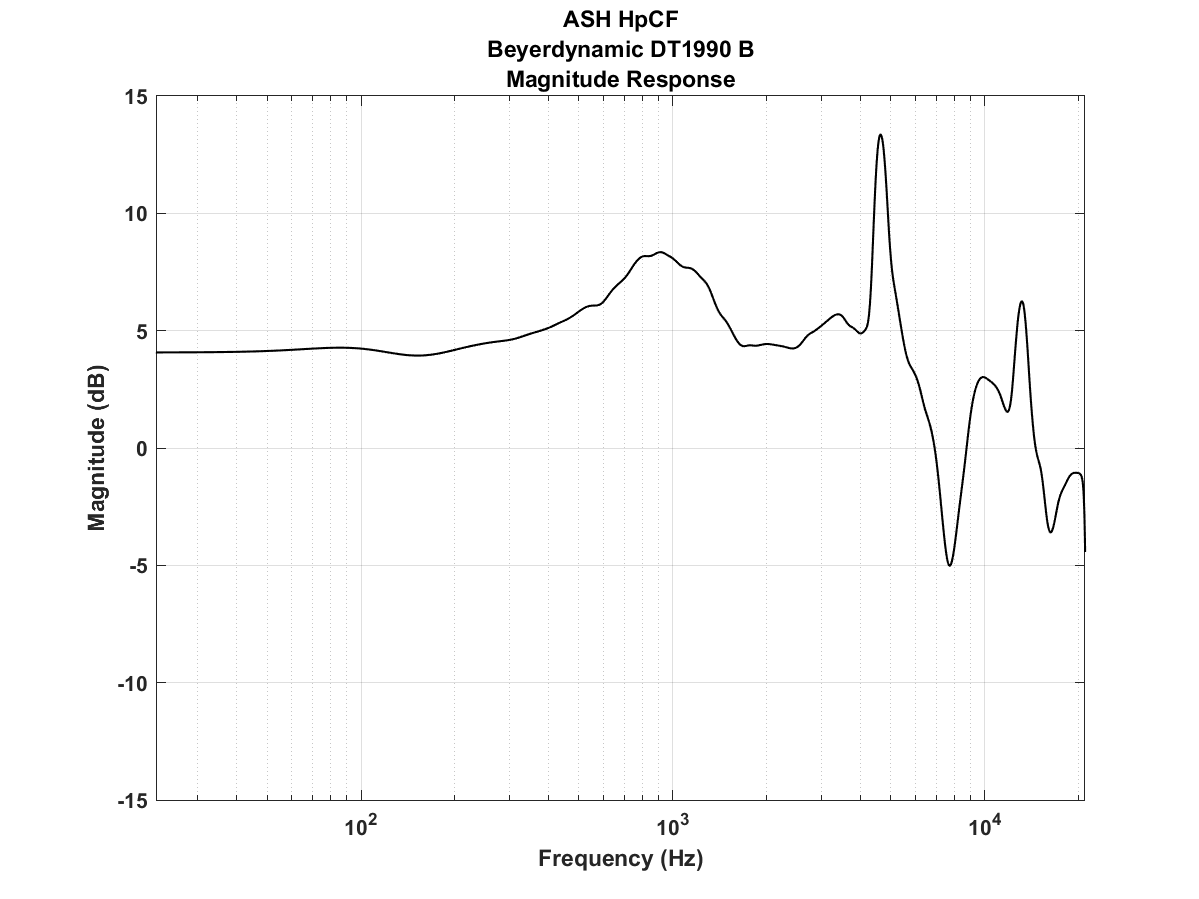 ASH HpCF
Beyerdynamic DT1990 B
Magnitude Response
15
10
5
0
-5
-10
-15
Magnitude (dB)
10² 10³ 10⁴
Frequency (Hz)